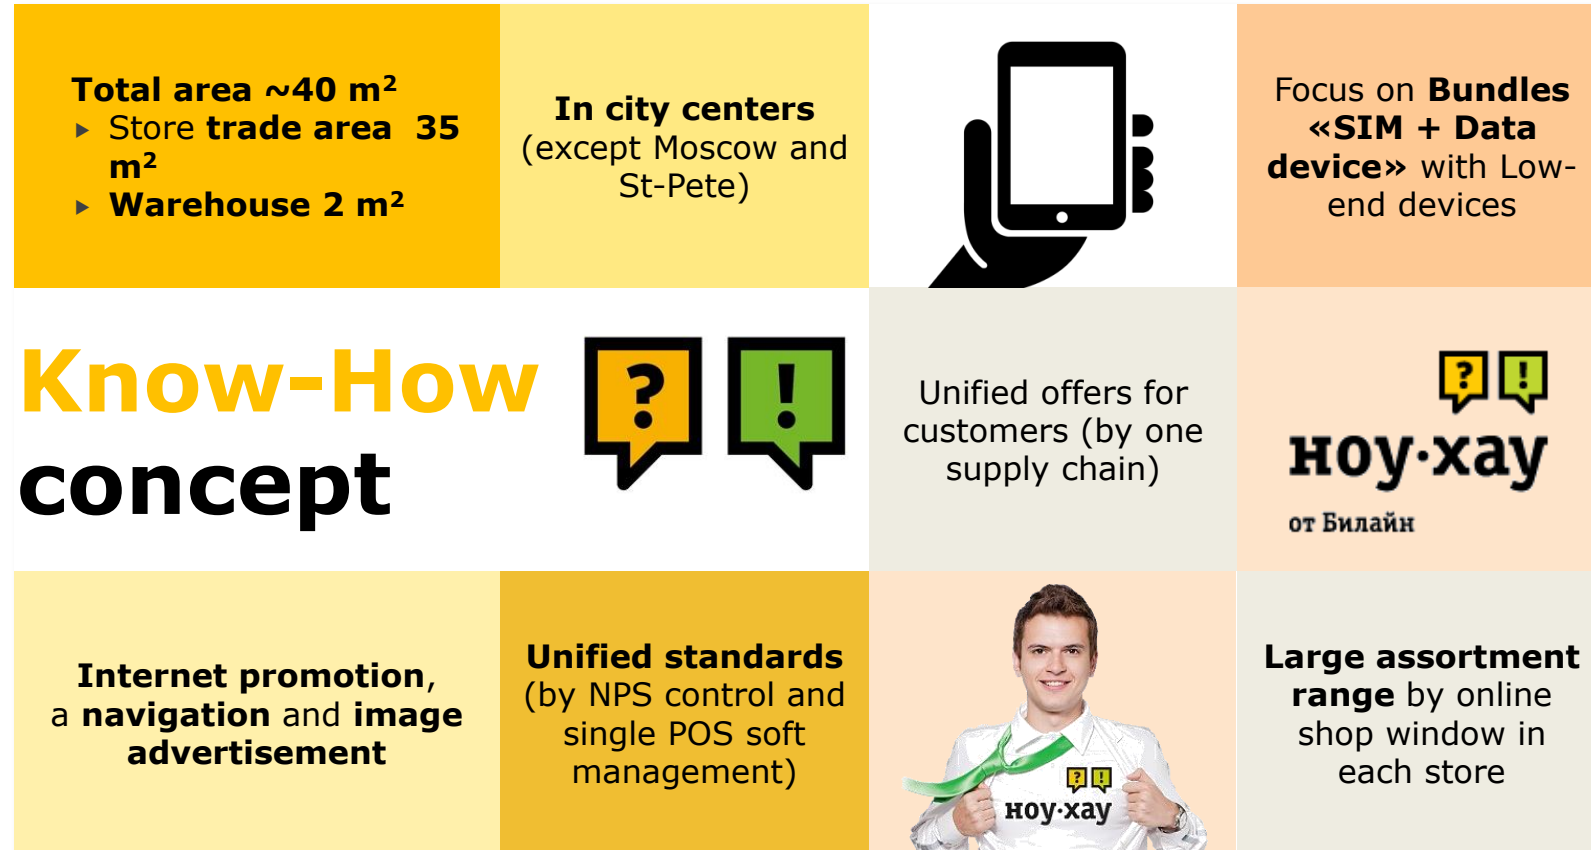 Total area ~40 m²
▸ Store trade area 35
m²
▸ Warehouse 2 m²
In city centers
(except Moscow and
St-Pete)
Focus on Bundles
«SIM + Data
device» with Low-
end devices
Know-How
concept
?
!
Unified offers for
customers (by one
supply chain)
?
!
ноу·хау
от Билайн
Internet promotion,
a navigation and image
advertisement
Unified standards
(by NPS control and
single POS soft
management)
?
!
ноу·хау
Large assortment
range by online
shop window in
each store